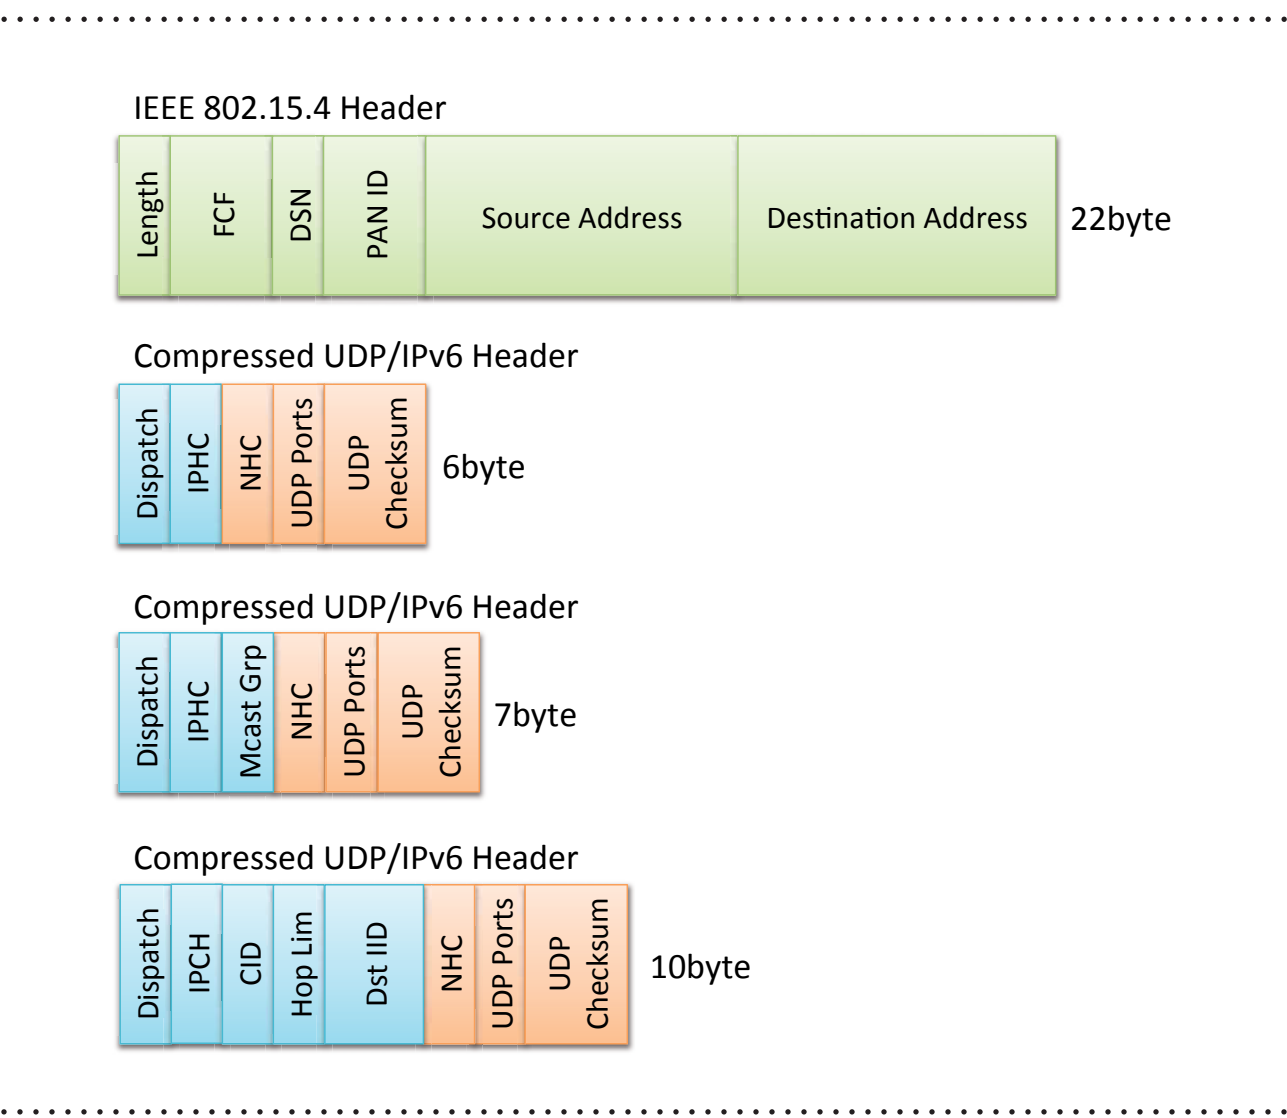 IEEE 802.15.4 Header
Length
FCF
DSN
PAN ID
Source Address
Destination Address
22byte
Compressed UDP/IPv6 Header
Dispatch
IPHC
NHC
UDP Ports
UDP
Checksum
6byte
Compressed UDP/IPv6 Header
Dispatch
IPHC
Mcast Grp
NHC
UDP Ports
UDP
Checksum
7byte
Compressed UDP/IPv6 Header
Dispatch
IPCH
CID
Hop Lim
Dst IID
NHC
UDP Ports
UDP
Checksum
10byte